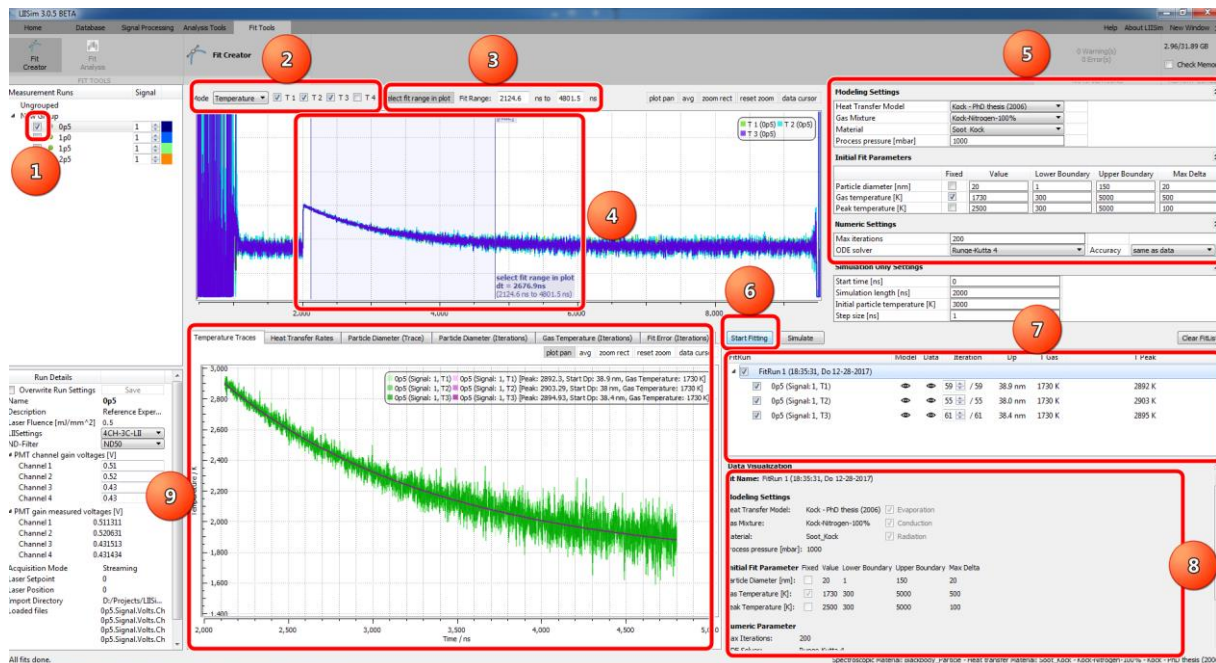 LIISim 3.0.5 BETA
Home Database Signal Processing Analysis Tools Fit Tools
Help About LIISim New Window
Fit Creator
Fit Analysis
FIT TOOLS
Fit Creator
0 Warning(s)
0 Error(s)
2.96/31.89 GB
Check Memor
Measurement Runs Signal
Ungrouped
0p5 1
1p0 1
1p5 1
2p5 1
1
2
3
4
5
6
7
8
9
Mode Temperature T 1 T 2 T 3 T 4
select fit range in plot Fit Range: 2124.6 ns to 4801.5 ns
plot pan avg zoom rect reset zoom data cursor
T 1 (0p5) T 2 (0p5)
T 3 (0p5)
select fit range in plot
dt = 2676.9ns
(2124.6 ns to 4801.5 ns)
2,000 4,000 6,000 8,000
Modeling Settings
Heat Transfer Model Kock - PhD thesis (2006)
Gas Mixture Kock-Nitrogen-100%
Material Soot_Kock
Process pressure [mbar] 1000
Initial Fit Parameters
Fixed Value Lower Boundary Upper Boundary Max Delta
Particle diameter [nm] 20 1 150 20
Gas temperature [K] 1730 300 5000 500
Peak temperature [K] 2500 300 5000 100
Numeric Settings
Max iterations 200
ODE solver Runge-Kutta 4 Accuracy same as data
Simulation Only Settings
Start time [ns] 0
Simulation length [ns] 2000
Initial particle temperature [K] 3000
Step size [ns] 1
Start Fitting Simulate Clear FitList
FitRun Model Data Iteration Dp T Gas T Peak
FitRun 1 (18:35:31, Do 12-28-2017)
0p5 (Signal: 1, T1) 59 / 59 38.9 nm 1730 K 2892 K
0p5 (Signal: 1, T2) 55 / 55 38.0 nm 1730 K 2903 K
0p5 (Signal: 1, T3) 61 / 61 38.4 nm 1730 K 2895 K
Temperature Traces Heat Transfer Rates Particle Diameter (Trace) Particle Diameter (Iterations) Gas Temperature (Iterations) Fit Error (Iterations)
plot pan avg zoom rect reset zoom data cursor
0p5 (Signal: 1, T1) 0p5 (Signal: 1, T1) [Peak: 2892.3, Start Dp: 38.9 nm, Gas Temperature: 1730 K]
0p5 (Signal: 1, T2) 0p5 (Signal: 1, T2) [Peak: 2903.29, Start Dp: 38 nm, Gas Temperature: 1730 K]
0p5 (Signal: 1, T3) 0p5 (Signal: 1, T3) [Peak: 2894.93, Start Dp: 38.4 nm, Gas Temperature: 1730 K]
3,000
2,800
2,600
2,400
2,200
2,000
1,800
1,600
1,400
Temperature / K
2,000 2,500 3,000 3,500 4,000 4,500
Time / ns
Run Details
Overwrite Run Settings Save
Name 0p5
Description Reference Exper...
Laser Fluence [mJ/mm^2] 0.5
LIISettings 4CH-3C-LII
ND-Filter ND50
PMT channel gain voltages [V]
Channel 1 0.51
Channel 2 0.52
Channel 3 0.43
Channel 4 0.43
PMT gain measured voltages [V]
Channel 1 0.511311
Channel 2 0.520631
Channel 3 0.431513
Channel 4 0.431434
Acquisition Mode Streaming
Laser Setpoint 0
Laser Position 0
Import Directory D:/Projects/LIISi...
Loaded files 0p5.Signal.Volts.Ch
0p5.Signal.Volts.Ch
0p5.Signal.Volts.Ch
0p5.Signal.Volts.Ch
Data Visualization
Fit Name: FitRun 1 (18:35:31, Do 12-28-2017)
Modeling Settings
Heat Transfer Model: Kock - PhD thesis (2006) Evaporation
Gas Mixture: Kock-Nitrogen-100% Conduction
Material: Soot_Kock Radiation
Process pressure [mbar]: 1000
Initial Fit Parameter Fixed Value Lower Boundary Upper Boundary Max Delta
Particle Diameter [nm]: 20 1 150 20
Gas Temperature [K]: 1730 300 5000 500
Peak Temperature [K]: 2500 300 5000 100
Numeric Parameter
Max Iterations: 200
ODE Solver: Runge-Kutta 4
All fits done.
Spectroscopic Material: Blackbody_Particle - Heat transfer Material: Soot_Kock - Kock-Nitrogen-100% - Kock - PhD thesis (200